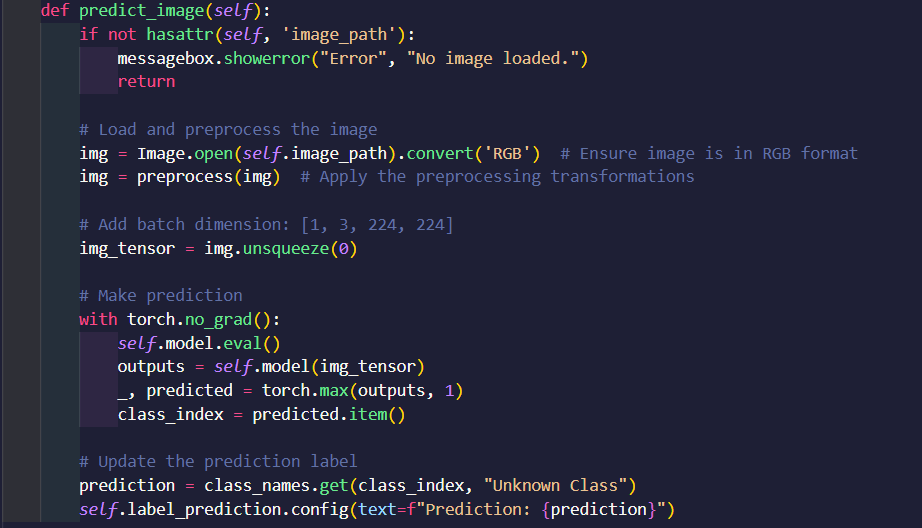 def predict_image(self):
    if not hasattr(self, 'image_path'):
        messagebox.showerror("Error", "No image loaded.")
        return

    # Load and preprocess the image
    img = Image.open(self.image_path).convert('RGB')  # Ensure image is in RGB format
    img = preprocess(img)  # Apply the preprocessing transformations

    # Add batch dimension: [1, 3, 224, 224]
    img_tensor = img.unsqueeze(0)

    # Make prediction
    with torch.no_grad():
        self.model.eval()
        outputs = self.model(img_tensor)
        _, predicted = torch.max(outputs, 1)
        class_index = predicted.item()

    # Update the prediction label
    prediction = class_names.get(class_index, "Unknown Class")
    self.label_prediction.config(text=f"Prediction: {prediction}")